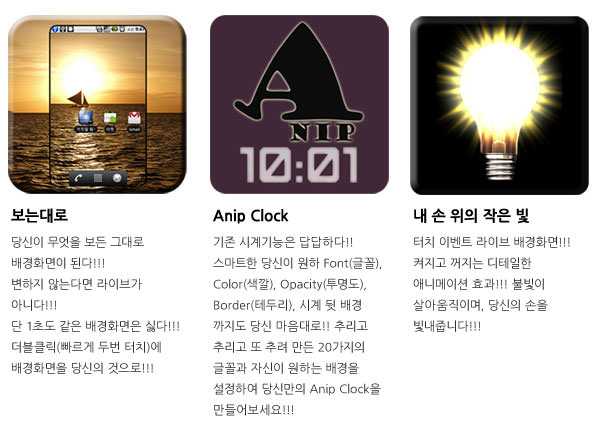 A
NIP
10:01
보는대로
당신이 무엇을 보든 그대로
배경화면이 된다!!!
변하지 않는다면 라이브가
아니다!!!
단 1초도 같은 배경화면은 싫다!!!
더블클릭(빠르게 두번 터치)에
배경화면을 당신의 것으로!!!
Anip Clock
기존 시계기능은 답답하다!!
스마트한 당신이 원하 Font(글꼴),
Color(색깔), Opacity(투명도),
Border(테두리), 시계 뒷 배경
까지도 당신 마음대로!! 추리고
추리고 또 추려 만든 20가지의
글꼴과 자신이 원하는 배경을
설정하여 당신만의 Anip Clock을
만들어보세요!!!
내 손 위의 작은 빛
터치 이벤트 라이브 배경화면!!!
켜지고 꺼지는 디테일한
애니메이션 효과!!! 불빛이
살아움직이며, 당신의 손을
빛내줍니다!!!